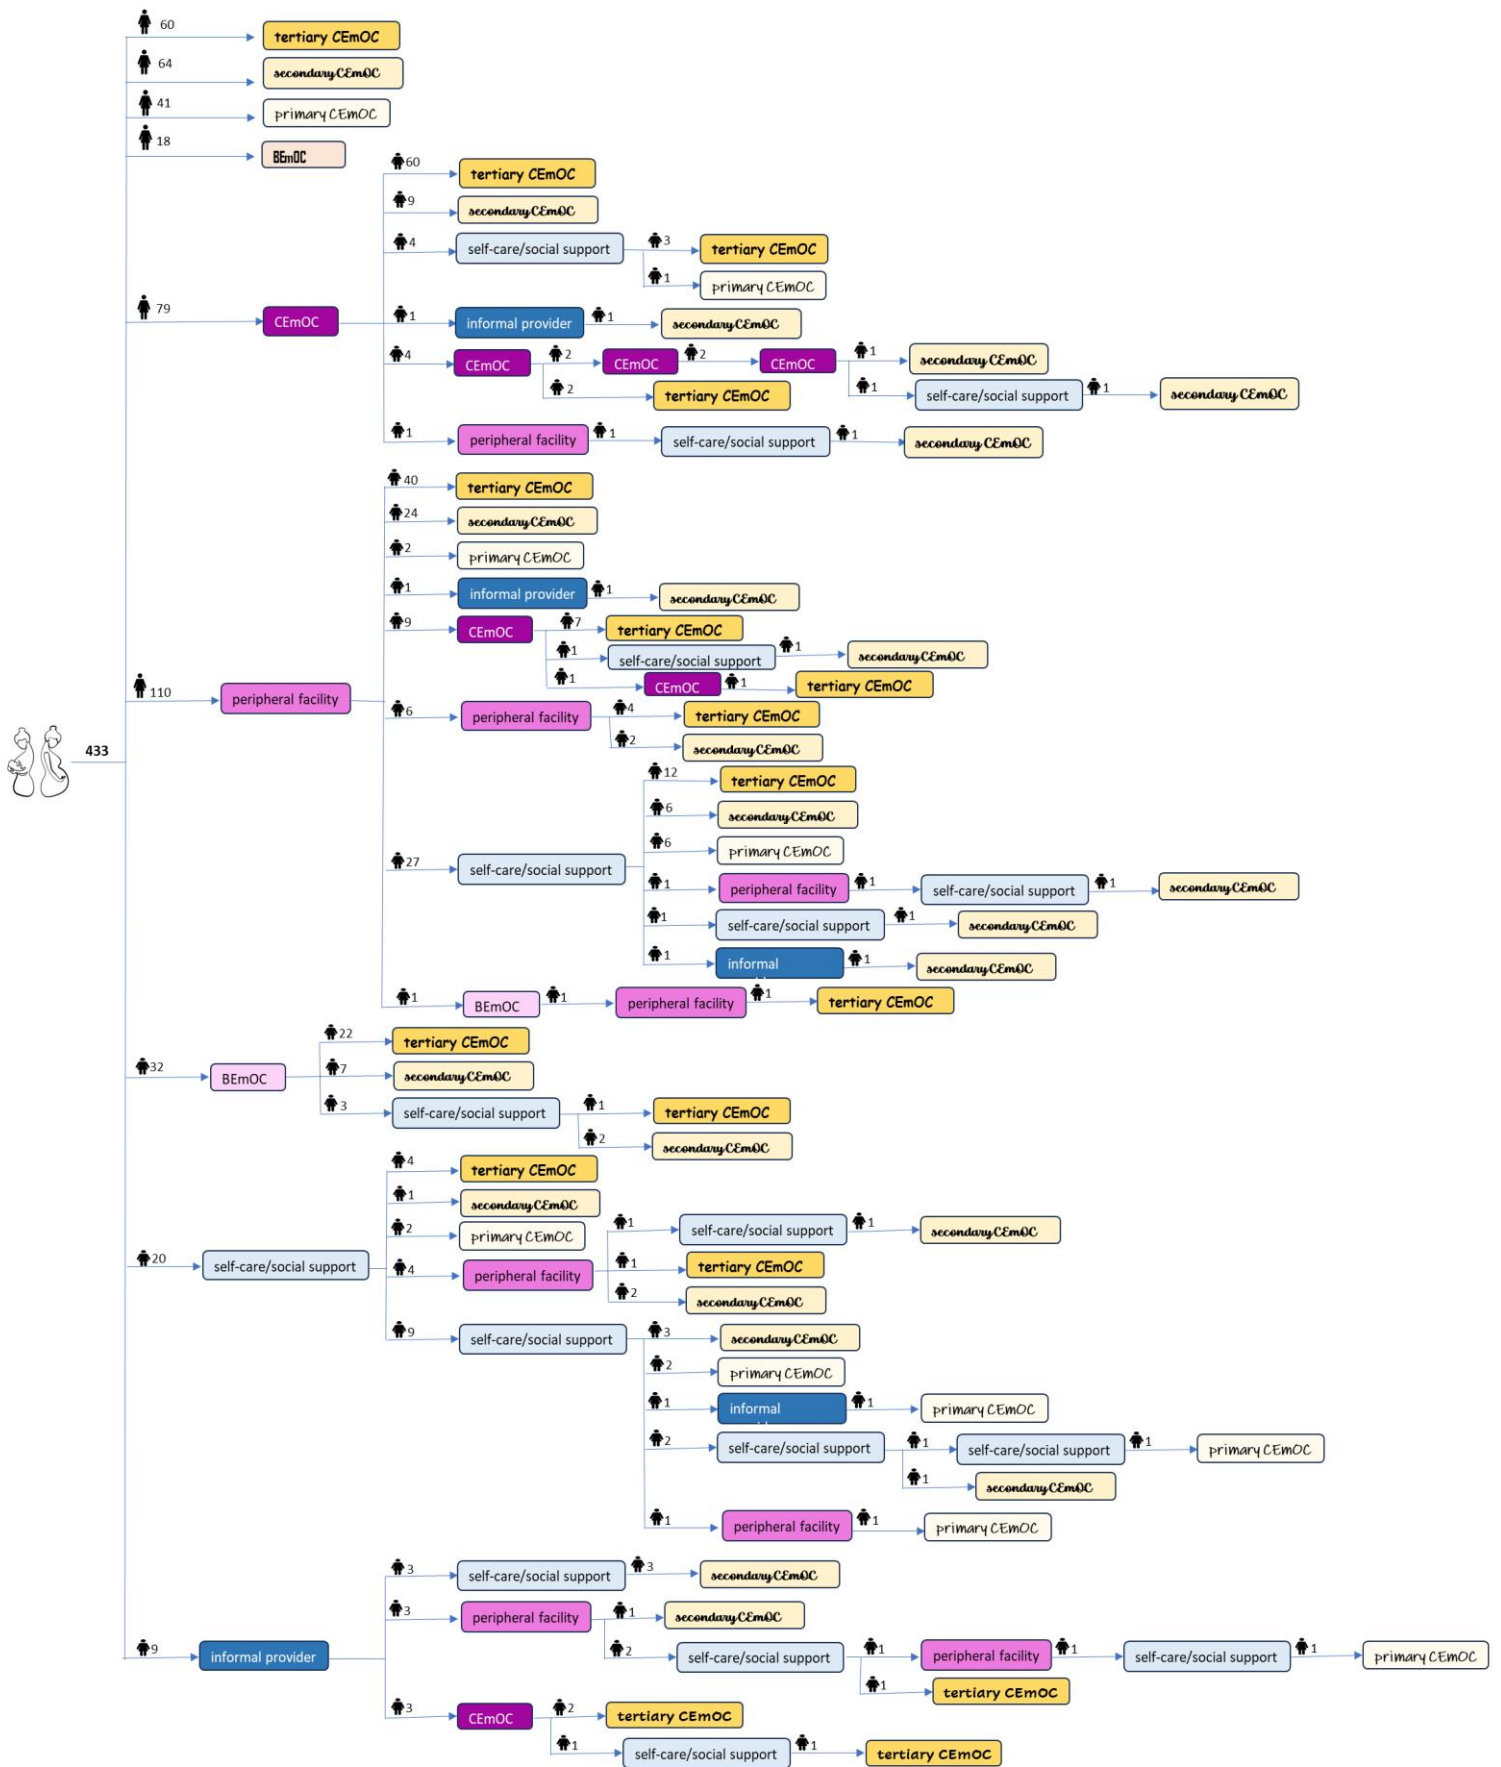 60
tertiary CEmOC
64
secondary CEmOC
41
primary CEmOC
18
BEmOC
60
tertiary CEmOC
9
secondary CEmOC
4
self-care/social support
3
tertiary CEmOC
1
primary CEmOC
79
CEmOC
1
informal provider
1
secondary CEmOC
4
CEmOC
2
CEmOC
2
CEmOC
1
secondary CEmOC
2
tertiary CEmOC
1
self-care/social support
1
secondary CEmOC
1
peripheral facility
1
self-care/social support
1
secondary CEmOC
40
tertiary CEmOC
24
secondary CEmOC
2
primary CEmOC
1
informal provider
1
secondary CEmOC
9
CEmOC
7
tertiary CEmOC
1
self-care/social support
1
secondary CEmOC
1
CEmOC
1
tertiary CEmOC
110
peripheral facility
6
peripheral facility
4
tertiary CEmOC
2
secondary CEmOC
433
12
tertiary CEmOC
6
secondary CEmOC
6
primary CEmOC
27
self-care/social support
1
peripheral facility
1
self-care/social support
1
secondary CEmOC
1
self-care/social support
1
secondary CEmOC
1
informal
1
secondary CEmOC
1
BEmOC
1
peripheral facility
1
tertiary CEmOC
22
tertiary CEmOC
32
BEmOC
7
secondary CEmOC
3
self-care/social support
1
tertiary CEmOC
2
secondary CEmOC
4
tertiary CEmOC
1
secondary CEmOC
2
primary CEmOC
1
self-care/social support
1
secondary CEmOC
20
self-care/social support
4
peripheral facility
1
tertiary CEmOC
2
secondary CEmOC
9
self-care/social support
3
secondary CEmOC
2
primary CEmOC
1
informal
1
primary CEmOC
2
self-care/social support
1
self-care/social support
1
primary CEmOC
1
secondary CEmOC
1
peripheral facility
1
primary CEmOC
3
self-care/social support
3
secondary CEmOC
3
peripheral facility
1
secondary CEmOC
9
informal provider
2
self-care/social support
1
peripheral facility
1
self-care/social support
1
primary CEmOC
1
tertiary CEmOC
3
CEmOC
2
tertiary CEmOC
1
self-care/social support
1
tertiary CEmOC